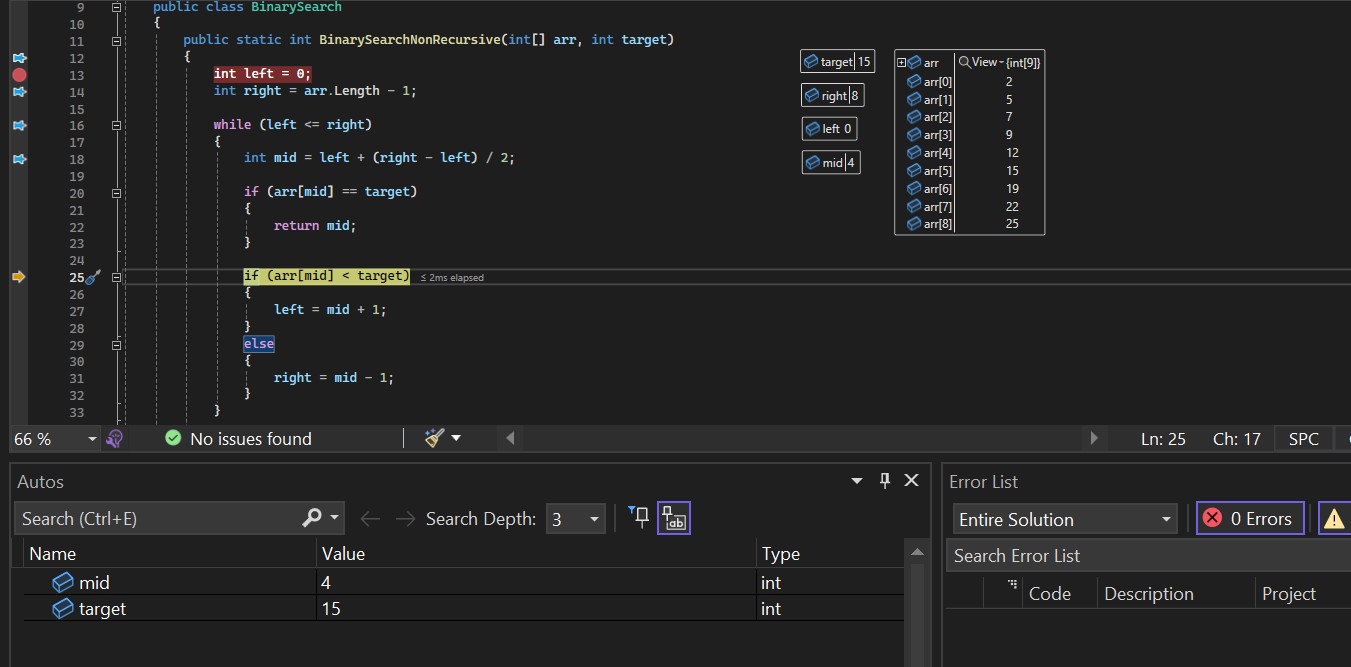 9 public class BinarySearch
10 {
11 public static int BinarySearchNonRecursive(int[] arr, int target)
12 {
13 int left = 0;
14 int right = arr.Length - 1;
15
16 while (left <= right)
17 {
18 int mid = left + (right - left) / 2;
19
20 if (arr[mid] == target)
21 {
22 return mid;
23 }
24
25 if (arr[mid] < target) ≤ 2ms elapsed
26 {
27 left = mid + 1;
28 }
29 else
30 {
31 right = mid - 1;
32 }
33 }
target 15
right 8
left 0
mid 4
arr View {int[9]}
arr[0] 2
arr[1] 5
arr[2] 7
arr[3] 9
arr[4] 12
arr[5] 15
arr[6] 19
arr[7] 22
arr[8] 25
66 % No issues found Ln: 25 Ch: 17 SPC
Autos
Search (Ctrl+E) Search Depth: 3
Name Value Type
mid 4 int
target 15 int
Error List
Entire Solution 0 Errors
Search Error List
Code Description Project